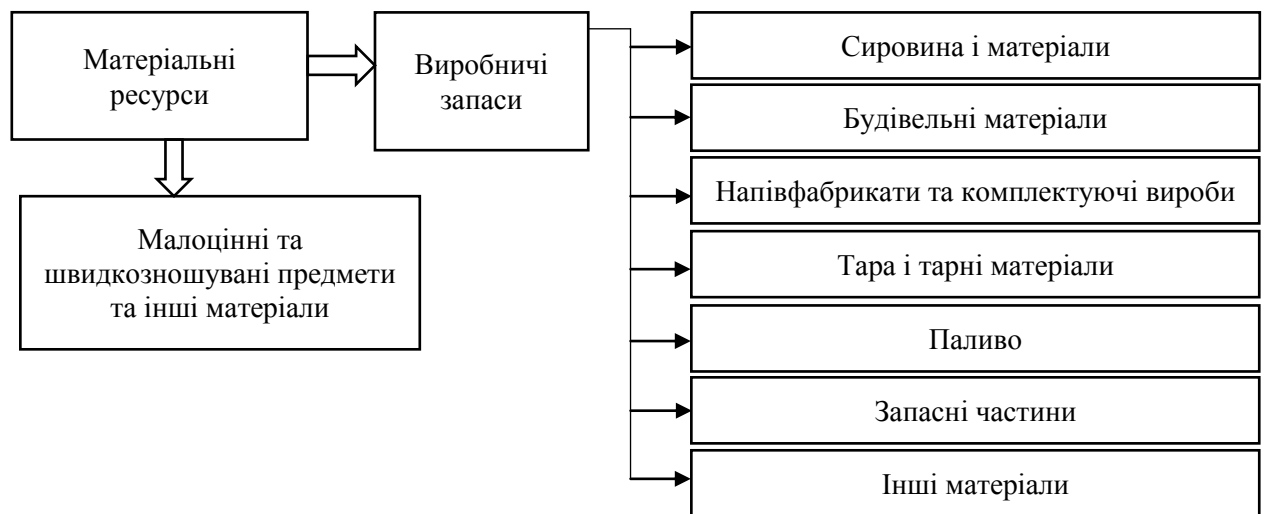 Матеріальні
ресурси
Виробничі
запаси
Малоцінні та
швидкозношувані предмети
та інші матеріали
Сировина і матеріали
Будівельні матеріали
Напівфабрикати та комплектуючі вироби
Тара і тарні матеріали
Паливо
Запасні частини
Інші матеріали